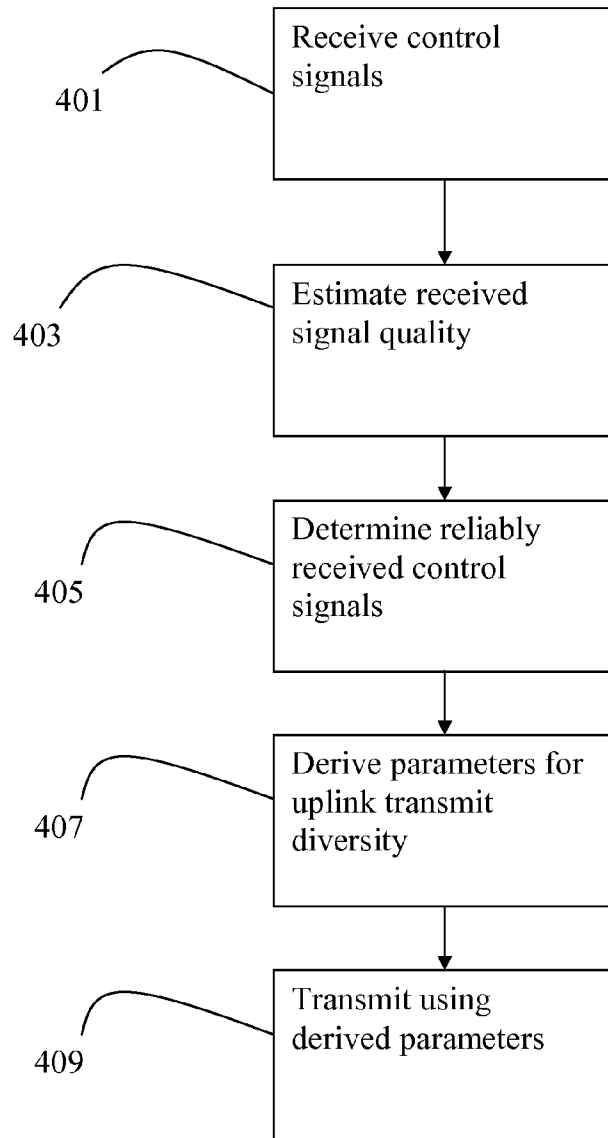 Receive control
signals
401
Estimate received
signal quality
403
Determine reliably
received control
signals
405
Derive parameters for
uplink transmit
diversity
407
Transmit using
derived parameters
409